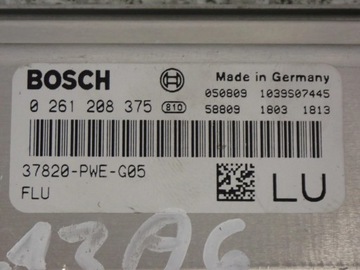 BOSCH
Made in Germany
050809 1039S07445
0 261 208 375 810 58809 1803 1813
37820-PWE-G05
FLU
LU
13A6